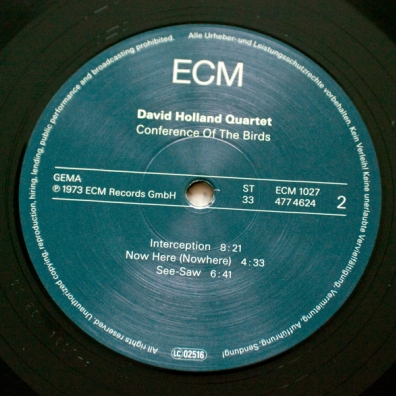 ECM
David Holland Quartet
Conference Of The Birds
GEMA
℗ 1973 ECM Records GmbH
ST
33
ECM 1027
477 4624
2
Interception 8:21
Now Here (Nowhere) 4:33
See-Saw 6:41
LC 02516
Alle Urheber- und Leistungsschutzrechte vorbehalten. Kein Verleih! Keine unerlaubte Vervielfältigung, Vermietung, Aufführung, Sendung!
All rights reserved. Unauthorized copying, reproduction, hiring, lending, public performance and broadcasting prohibited.